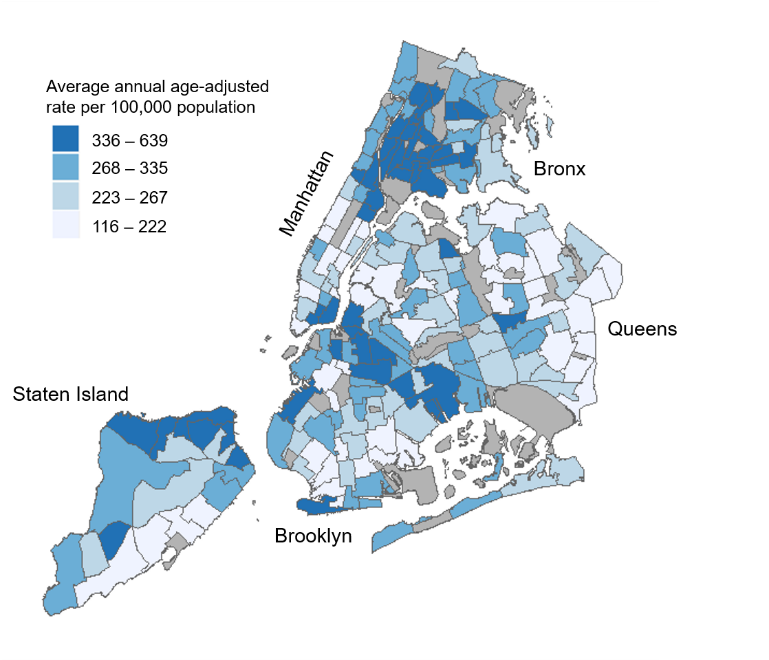 Average annual age-adjusted
rate per 100,000 population
336 – 639
268 – 335
223 – 267
116 – 222
Manhattan
Bronx
Queens
Staten Island
Brooklyn